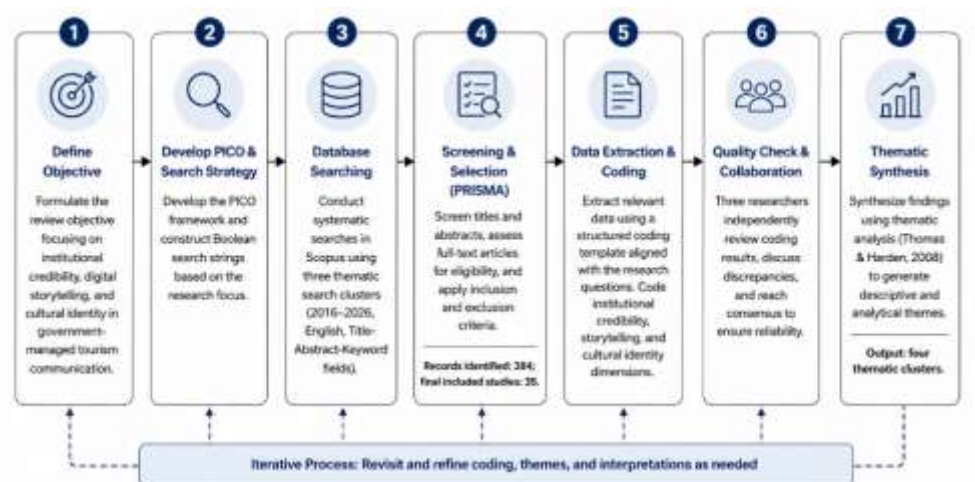 1
Define
Objective
Formulate the
review objective
focusing on
institutional
credibility, digital
storytelling, and
cultural identity in
government-
managed tourism
communication.
2
Develop PICO &
Search Strategy
Develop the PICO
framework and
construct Boolean
search strings
based on the
research focus.
3
Database
Searching
Conduct
systematic
searches in
Scopus using
three thematic
search clusters
(2016–2026,
English, Title-
Abstract-Keyword
fields).
4
Screening &
Selection
(PRISMA)
Screen titles and
abstracts, assess
full-text articles
for eligibility, and
apply inclusion
and exclusion
criteria.
Records identified: 384;
final included studies: 35.
5
Data Extraction &
Coding
Extract relevant
data using a
structured coding
template aligned
with the research
questions. Code
institutional
credibility,
storytelling, and
cultural identity
dimensions.
6
Quality Check &
Collaboration
Three researchers
independently
review coding
results, discuss
discrepancies,
and reach
consensus to
ensure reliability.
7
Thematic
Synthesis
Synthesize findings
using thematic
analysis (Thomas
& Harden, 2008)
to generate
descriptive and
analytical themes.
Output: four
thematic clusters.
Iterative Process: Revisit and refine coding, themes, and interpretations as needed